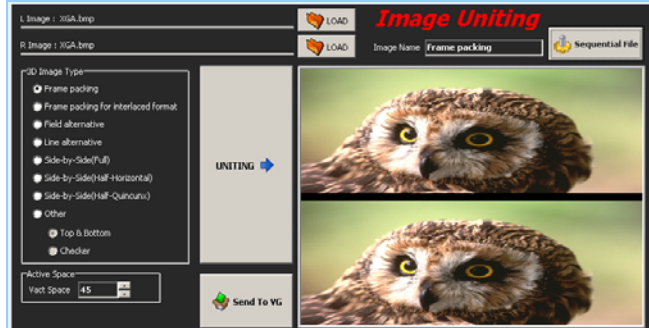 L Image : XGA.bmp
LOAD
Image Uniting
R Image : XGA.bmp
LOAD
Image Name
Frame packing
Sequential File
3D Image Type
Frame packing
Frame packing for interlaced format
Field alternative
Line alternative
Side-by-Side(Full)
Side-by-Side(Half-Horizontal)
Side-by-Side(Half-Quincunx)
Other
Top & Bottom
Checker
UNITING
Active Space
Vact Space 45
Send To VG